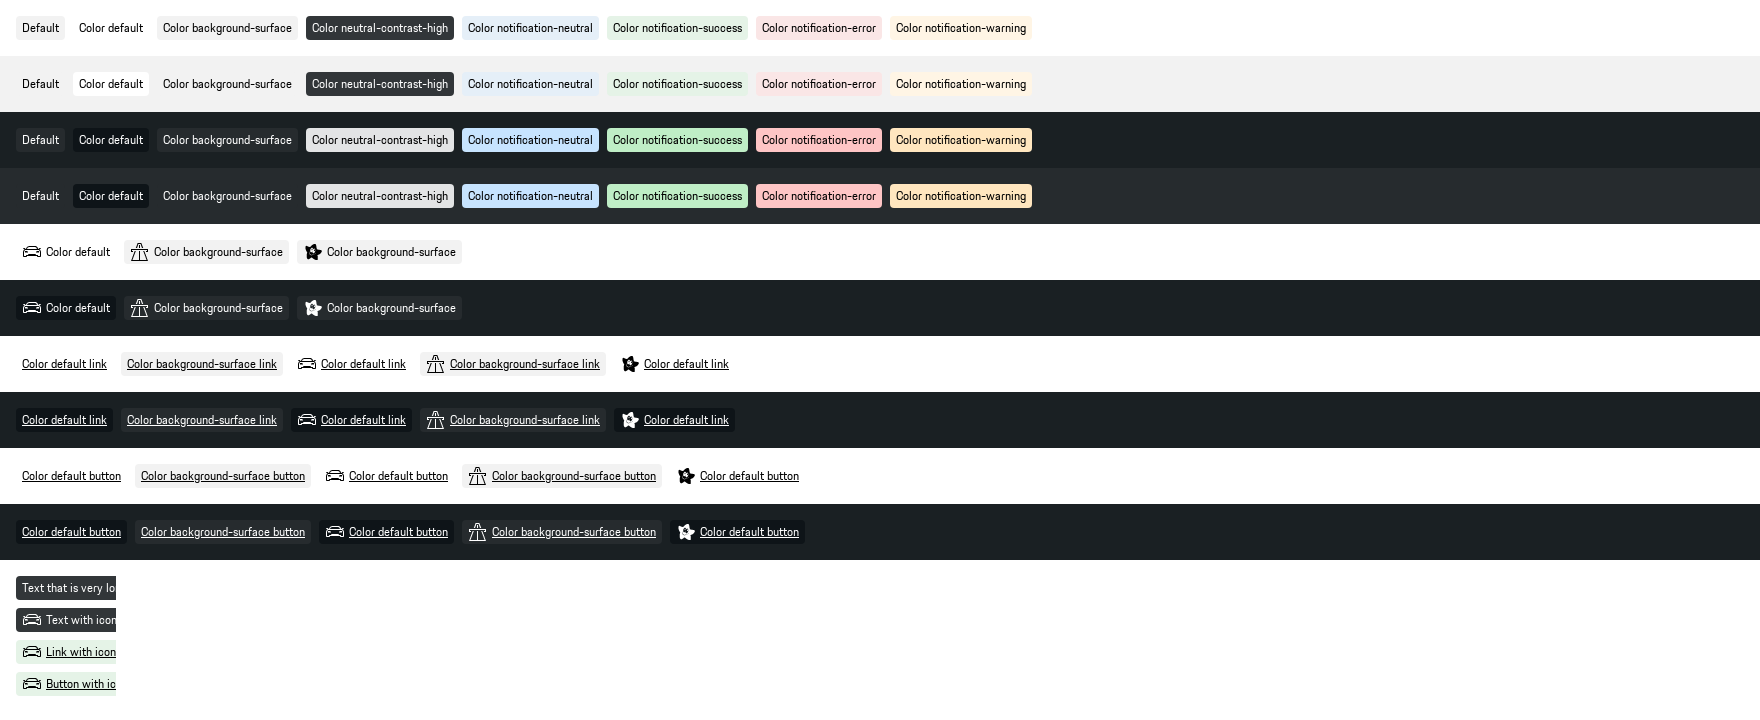 Default Color default Color background-surface Color neutral-contrast-high Color notification-neutral Color notification-success Color notification-error Color notification-warning
Default Color default Color background-surface Color neutral-contrast-high Color notification-neutral Color notification-success Color notification-error Color notification-warning
Default Color default Color background-surface Color neutral-contrast-high Color notification-neutral Color notification-success Color notification-error Color notification-warning
Default Color default Color background-surface Color neutral-contrast-high Color notification-neutral Color notification-success Color notification-error Color notification-warning
Color default Color background-surface Color background-surface
Color default Color background-surface Color background-surface
Color default link Color background-surface link Color default link Color background-surface link Color default link
Color default link Color background-surface link Color default link Color background-surface link Color default link
Color default button Color background-surface button Color default button Color background-surface button Color default button
Color default button Color background-surface button Color default button Color background-surface button Color default button
Text that is very lo
Text with icon
Link with icon
Button with ic